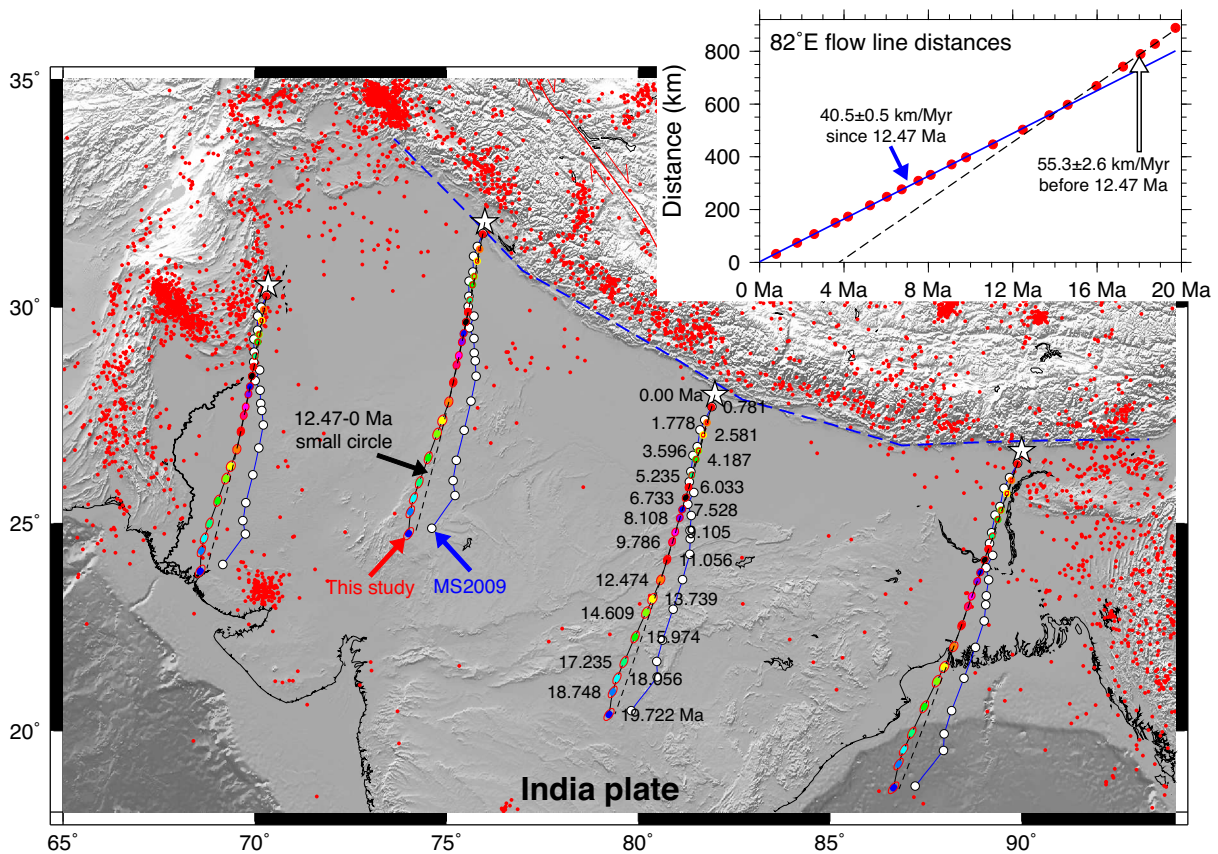 82˚E flow line distances
800
600
400
200
0
Distance (km)
40.5±0.5 km/Myr
since 12.47 Ma
55.3±2.6 km/Myr
before 12.47 Ma
0 Ma
4 Ma
8 Ma
12 Ma
16 Ma
20 Ma
35˚
30˚
25˚
20˚
65˚
70˚
75˚
80˚
85˚
90˚
12.47-0 Ma
small circle
This study
MS2009
0.00 Ma
0.781
1.778
2.581
3.596
4.187
5.235
6.033
6.733
7.528
8.108
9.105
9.786
11.056
12.474
13.739
14.609
15.974
17.235
18.056
18.748
19.722 Ma
India plate